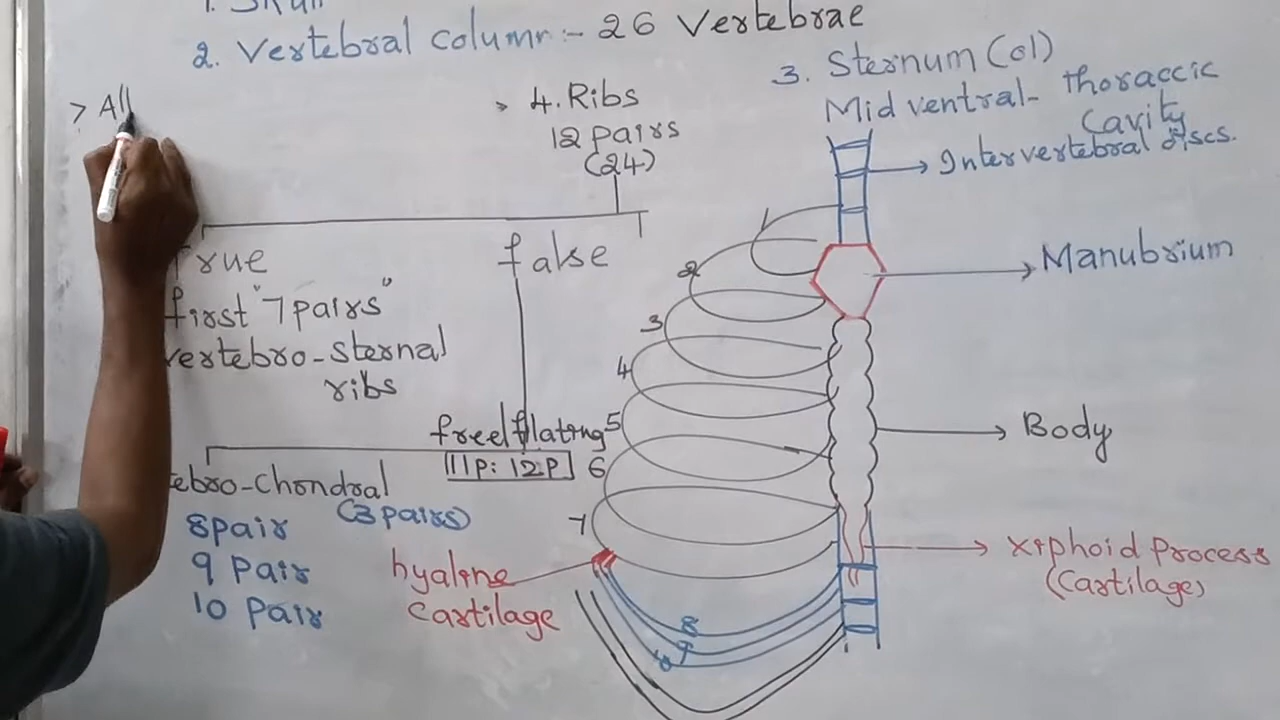 1. Skull
2. Vertebral column:- 26 Vertebrae
> All
> 4. Ribs
12 pairs
(24)
3. Sternum (01)
Mid ventral- thoraccic
Cavity
Intervertebral discs.
True
false
first "7 pairs"
vertebro-Sternal
ribs
free flating
11p: 12p
tebro-Chondral
(3 pairs)
8 pair
9 pair
10 pair
hyaline
Cartilage
1
2
3
4
5
6
7
8
9
10
Manubrium
Body
Xiphoid Process
(Cartilage)